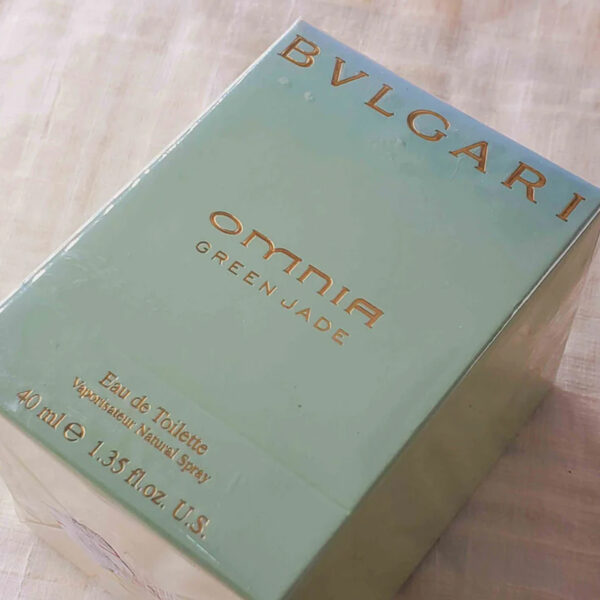 BVLGARI
OMNIA
GREEN JADE
Eau de Toilette
Vaporisateur Natural Spray
40 ml ℮ 1.35 fl.oz. U.S.